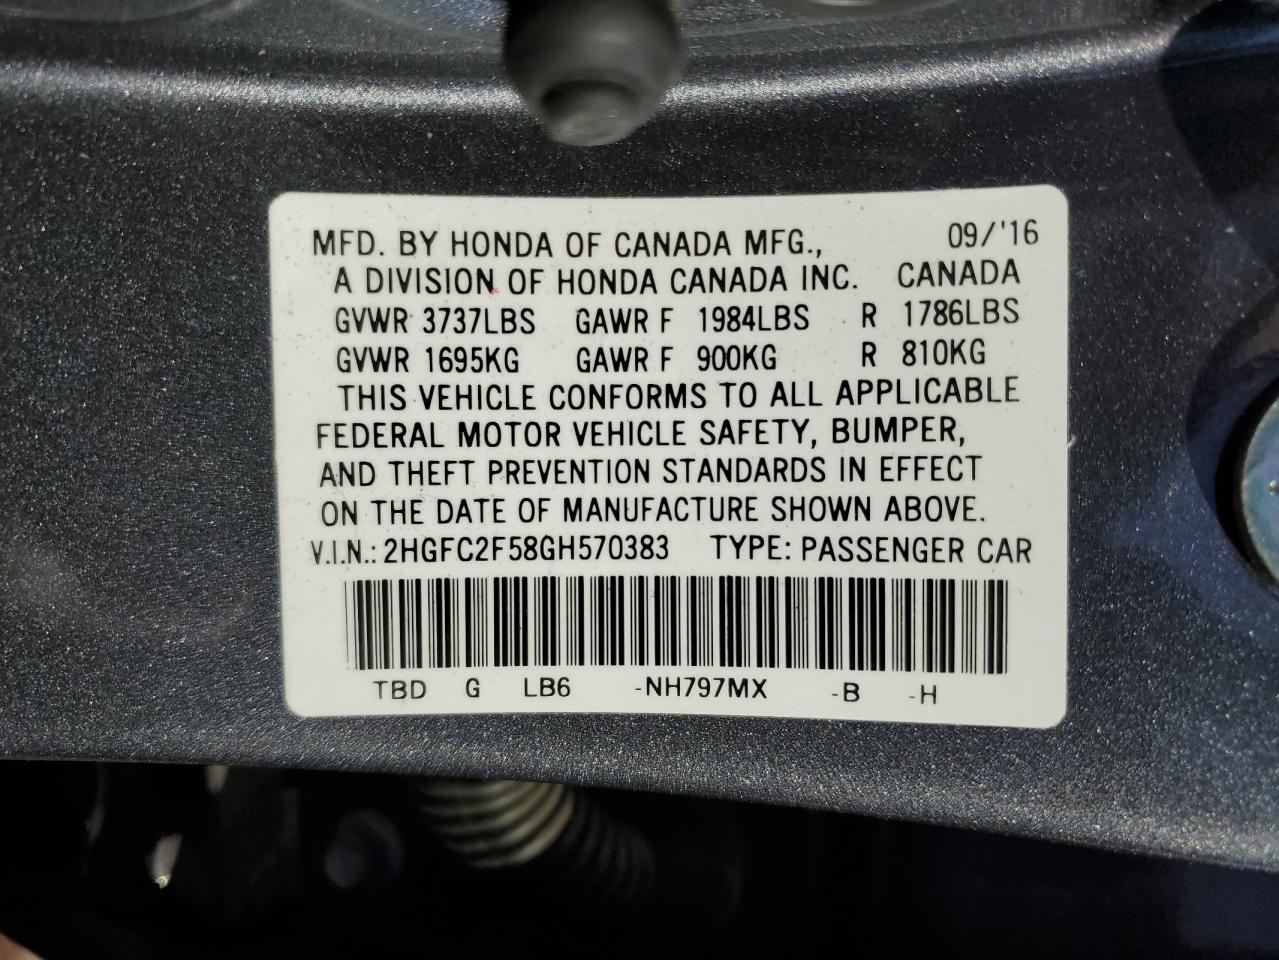 MFD. BY HONDA OF CANADA MFG., 09/'16
A DIVISION OF HONDA CANADA INC. CANADA
GVWR 3737LBS GAWR F 1984LBS R 1786LBS
GVWR 1695KG GAWR F 900KG R 810KG
THIS VEHICLE CONFORMS TO ALL APPLICABLE
FEDERAL MOTOR VEHICLE SAFETY, BUMPER,
AND THEFT PREVENTION STANDARDS IN EFFECT
ON THE DATE OF MANUFACTURE SHOWN ABOVE.
V.I.N.: 2HGFC2F58GH570383 TYPE: PASSENGER CAR
TBD G LB6 -NH797MX -B -H